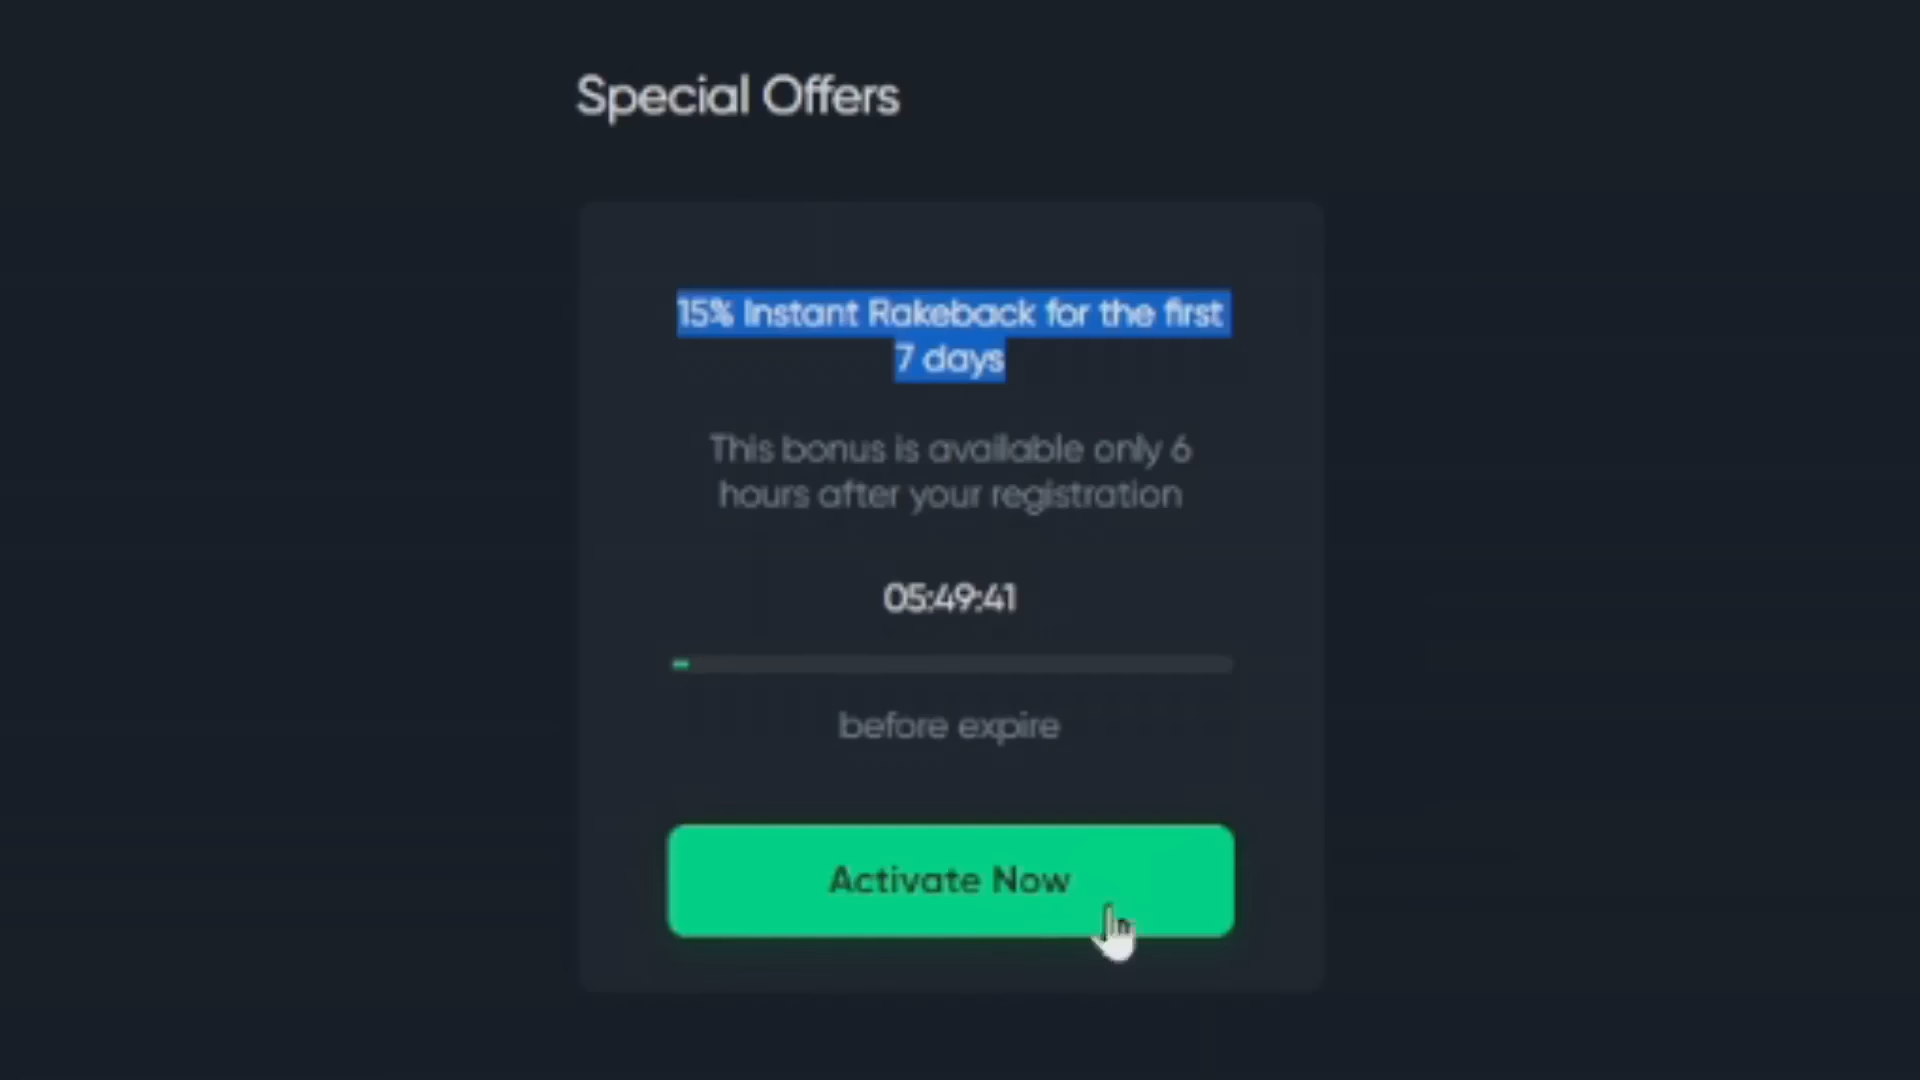 Special Offers
15% Instant Rakeback for the first
7 days
This bonus is available only 6
hours after your registration
05:49:41
before expire
Activate Now